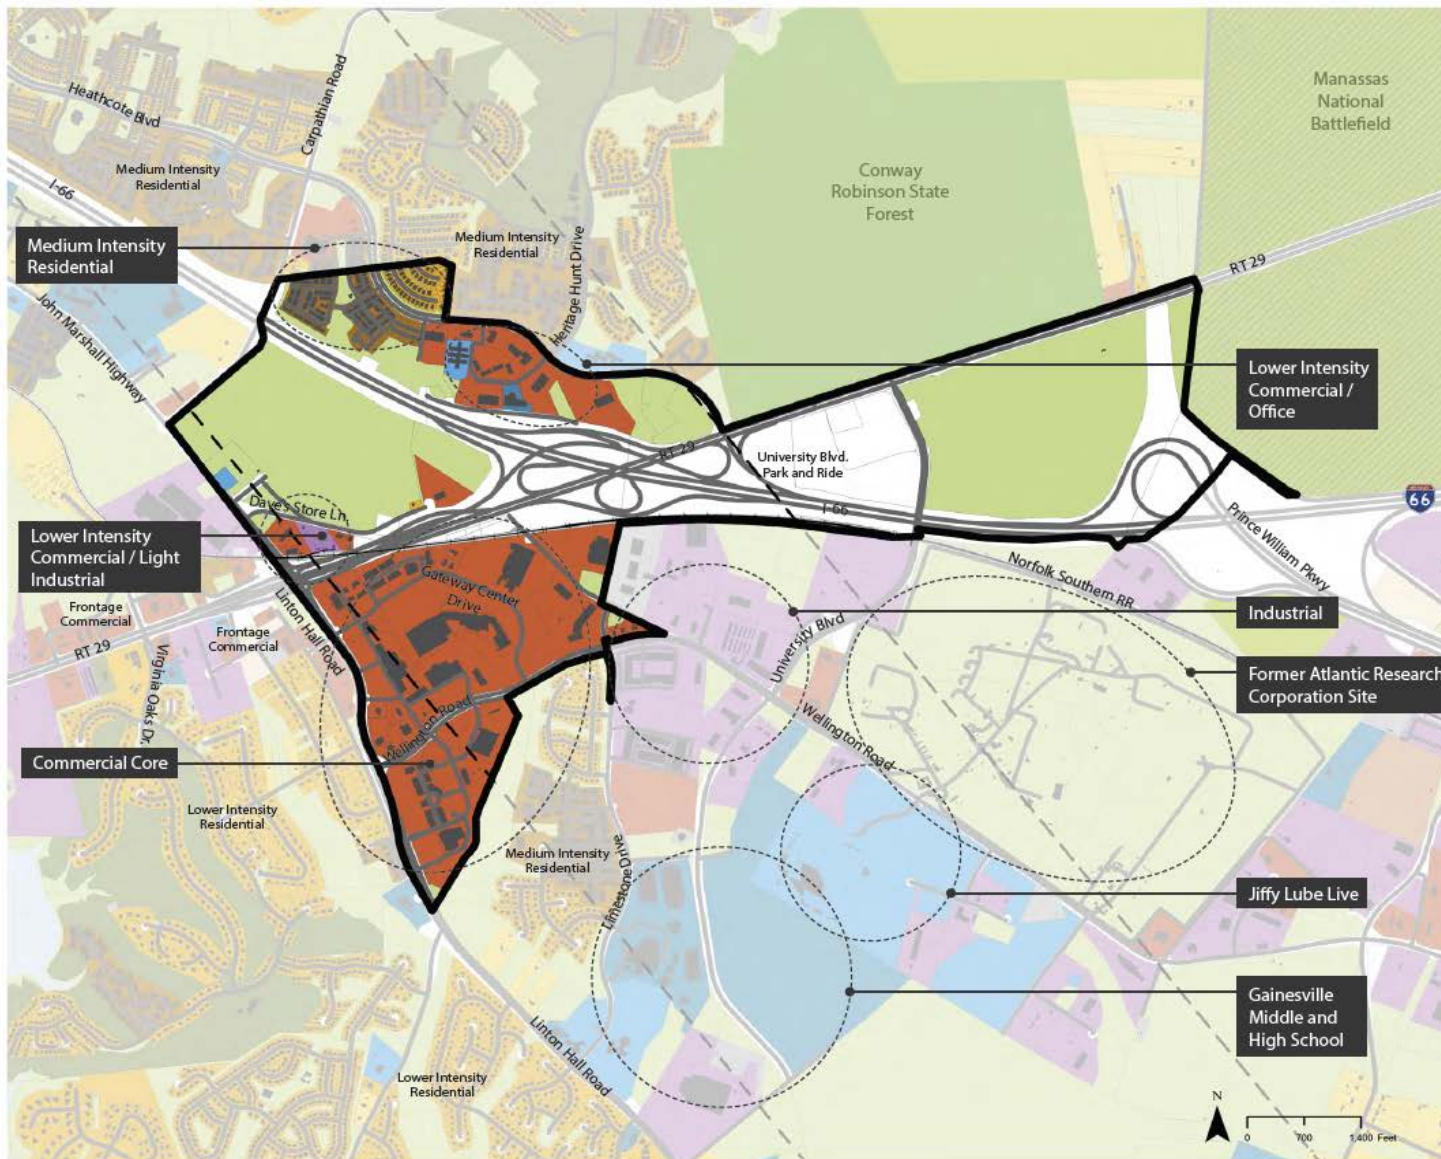 Manassas
National
Battlefield
Conway
Robinson State
Forest
Heathcote Blvd
Carpathian Road
Medium Intensity
Residential
I-66
Medium Intensity
Residential
Medium Intensity
Residential
Heritage Hunt Drive
RT 29
John Marshall Highway
Lower Intensity
Commercial /
Office
RT 29
University Blvd.
Park and Ride
I-66
66
Prince William Pkwy
Dave's Store Ln.
Lower Intensity
Commercial / Light
Industrial
Norfolk Southern RR
Gateway Center
Drive
Frontage
Commercial
RT 29
Frontage
Commercial
Linton Hall Road
Industrial
University Blvd
Virginia Oaks Dr.
Former Atlantic Research
Corporation Site
Wellington Road
Wellington Road
Commercial Core
Lower Intensity
Residential
Medium Intensity
Residential
Limestone Drive
Jiffy Lube Live
Gainesville
Middle and
High School
Linton Hall Road
Lower Intensity
Residential
N
0 700 1,400 Feet